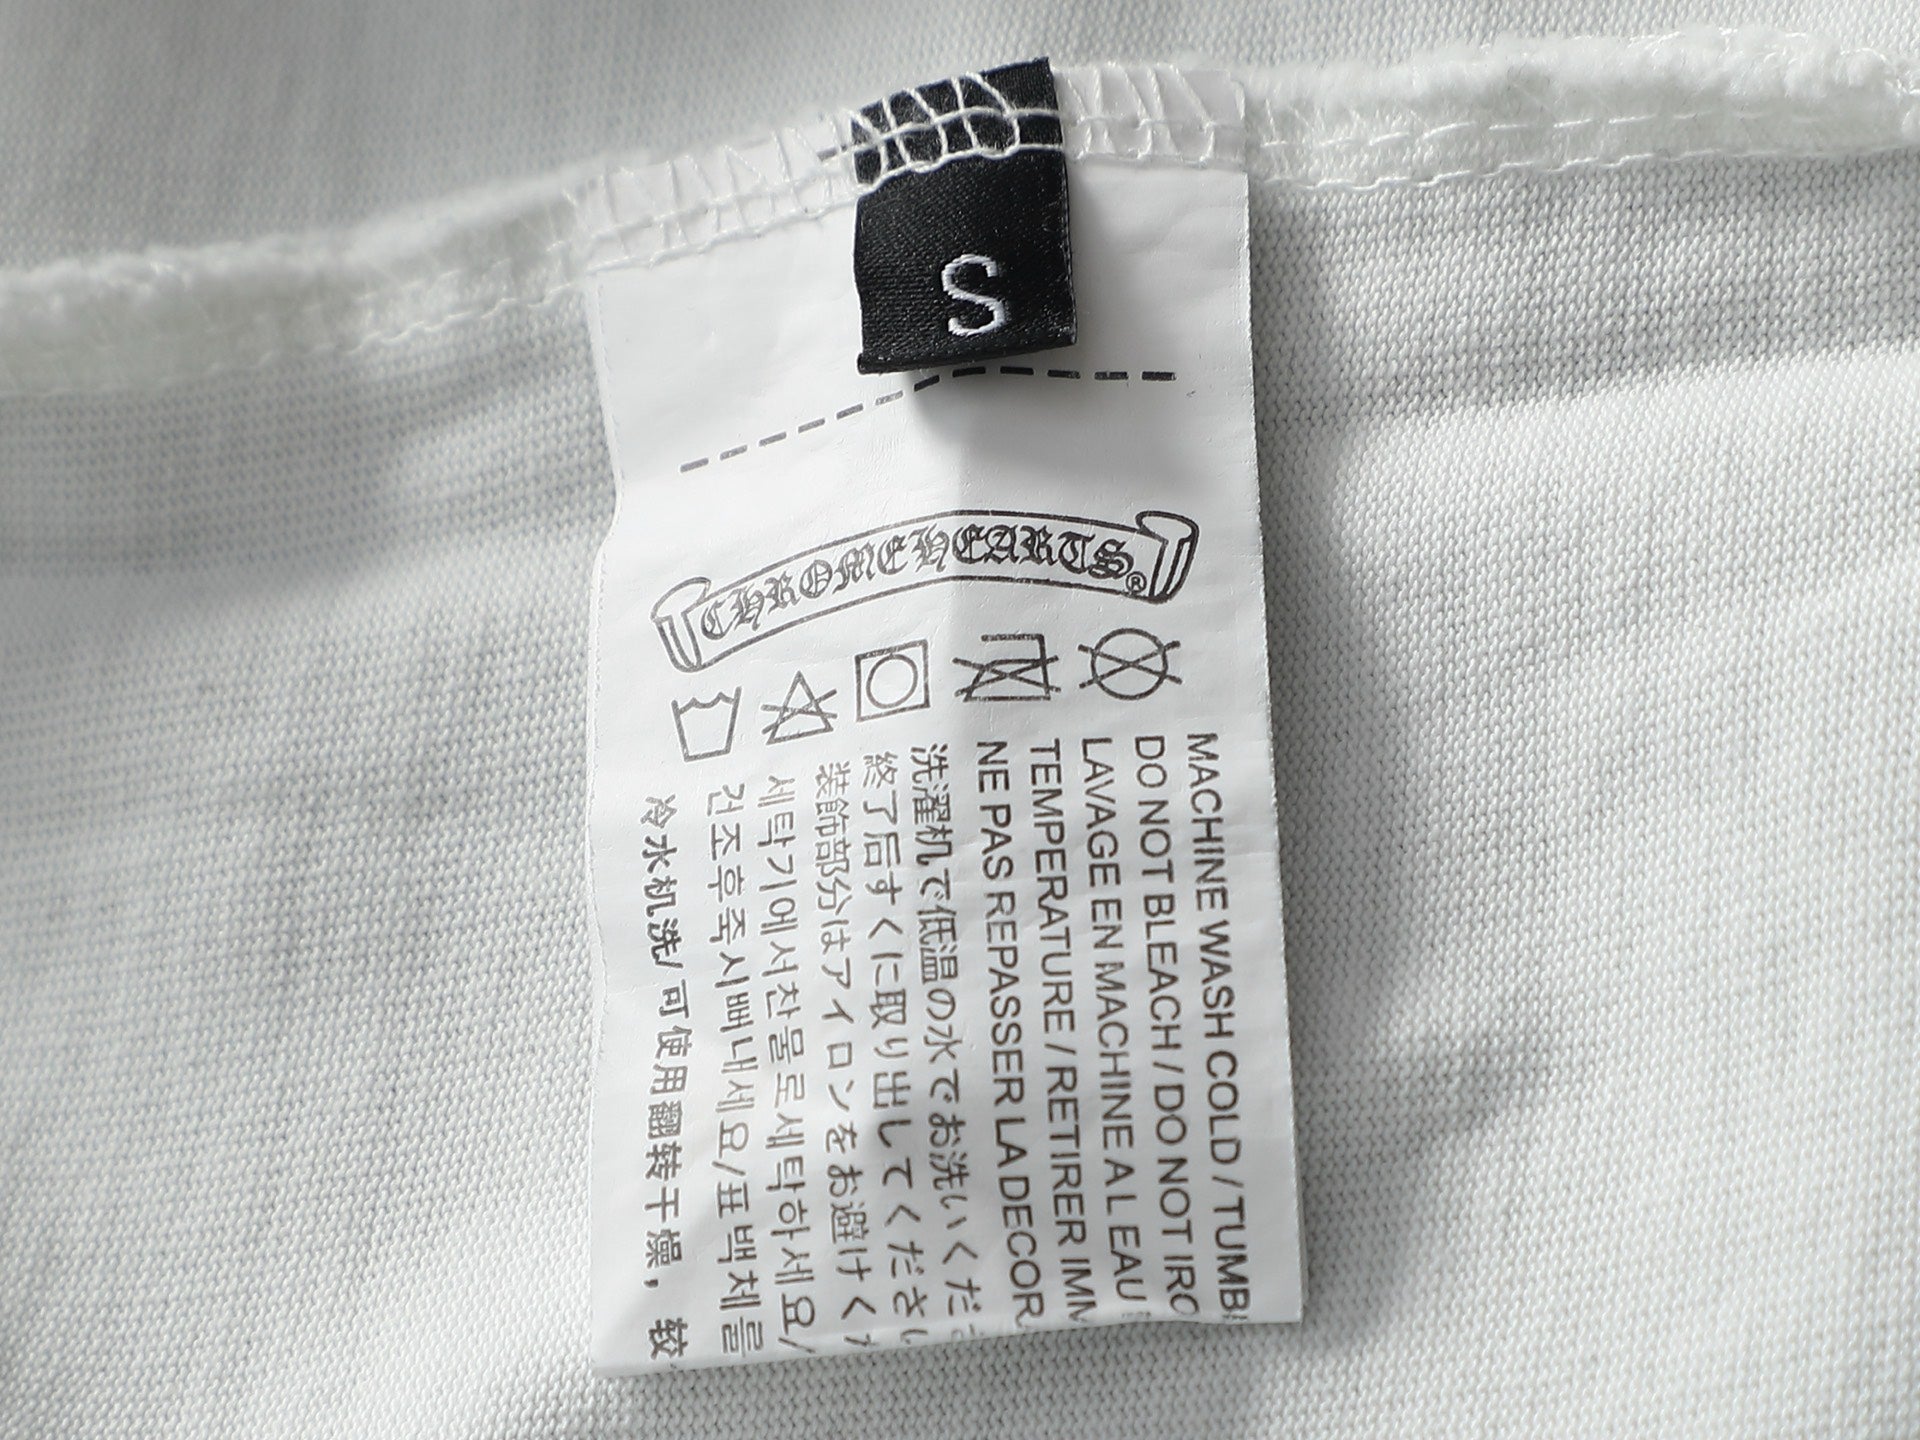 S
CHROME HEARTS®
MACHINE WASH COLD / TUMB
DO NOT BLEACH / DO NOT IRO
LAVAGE EN MACHINE A L EAU
TEMPERATURE / RETIRER IMM
NE PAS REPASSER LA DECOR
洗濯机で低温の水でお洗いくださ
終了后すくに取り出してくださ
装飾部分はアイロンをお避けく
세탁기에서찬물로세탁하세요/
건조후즉시빼내세요/표백제를
冷水机洗/可使用翻转干燥，较